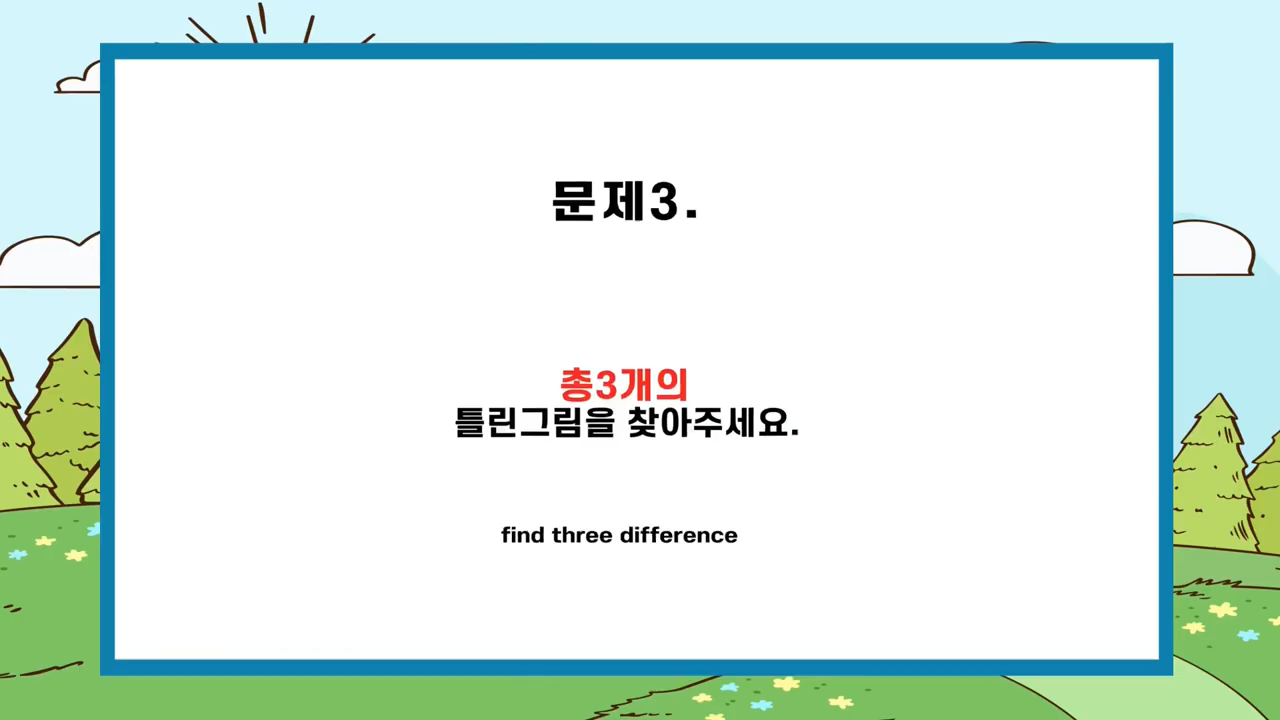 문제3.
총3개의
틀린그림을 찾아주세요.
find three difference